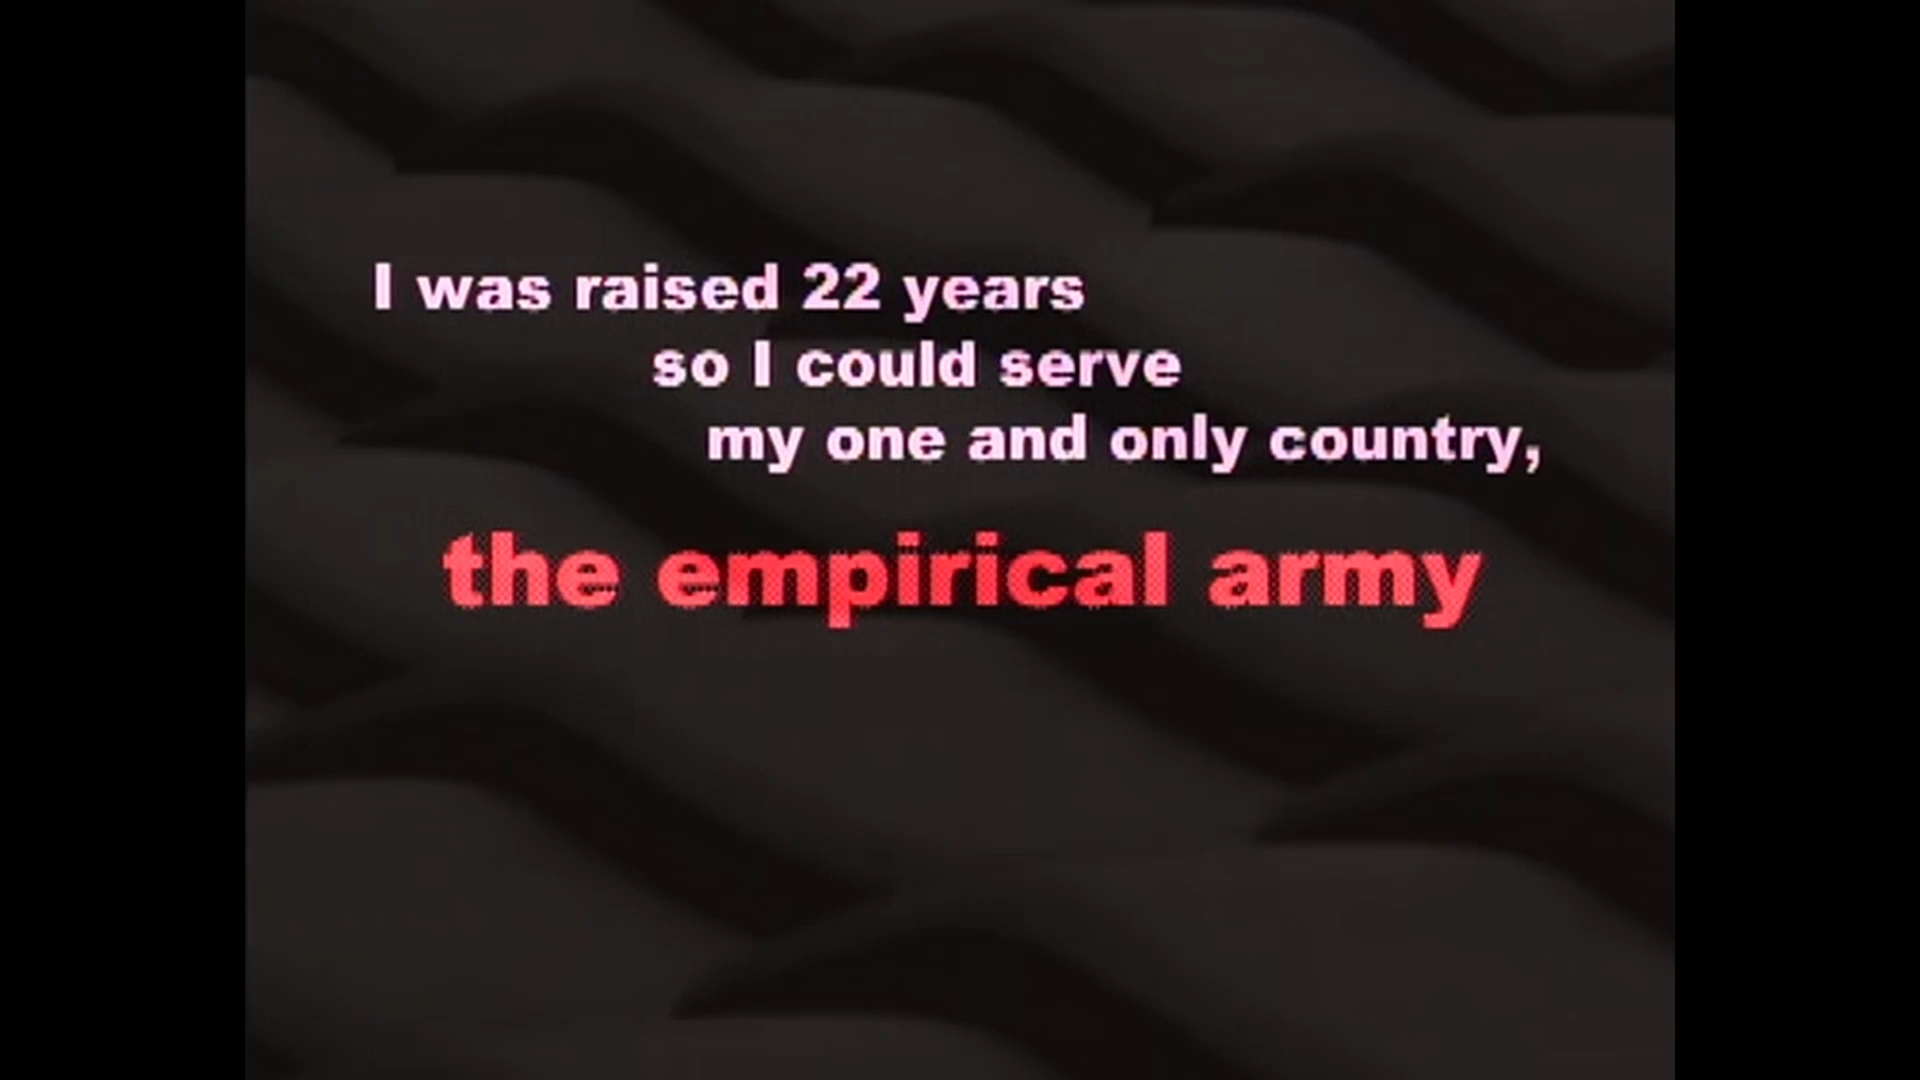 I was raised 22 years
so I could serve
my one and only country,
the empirical army